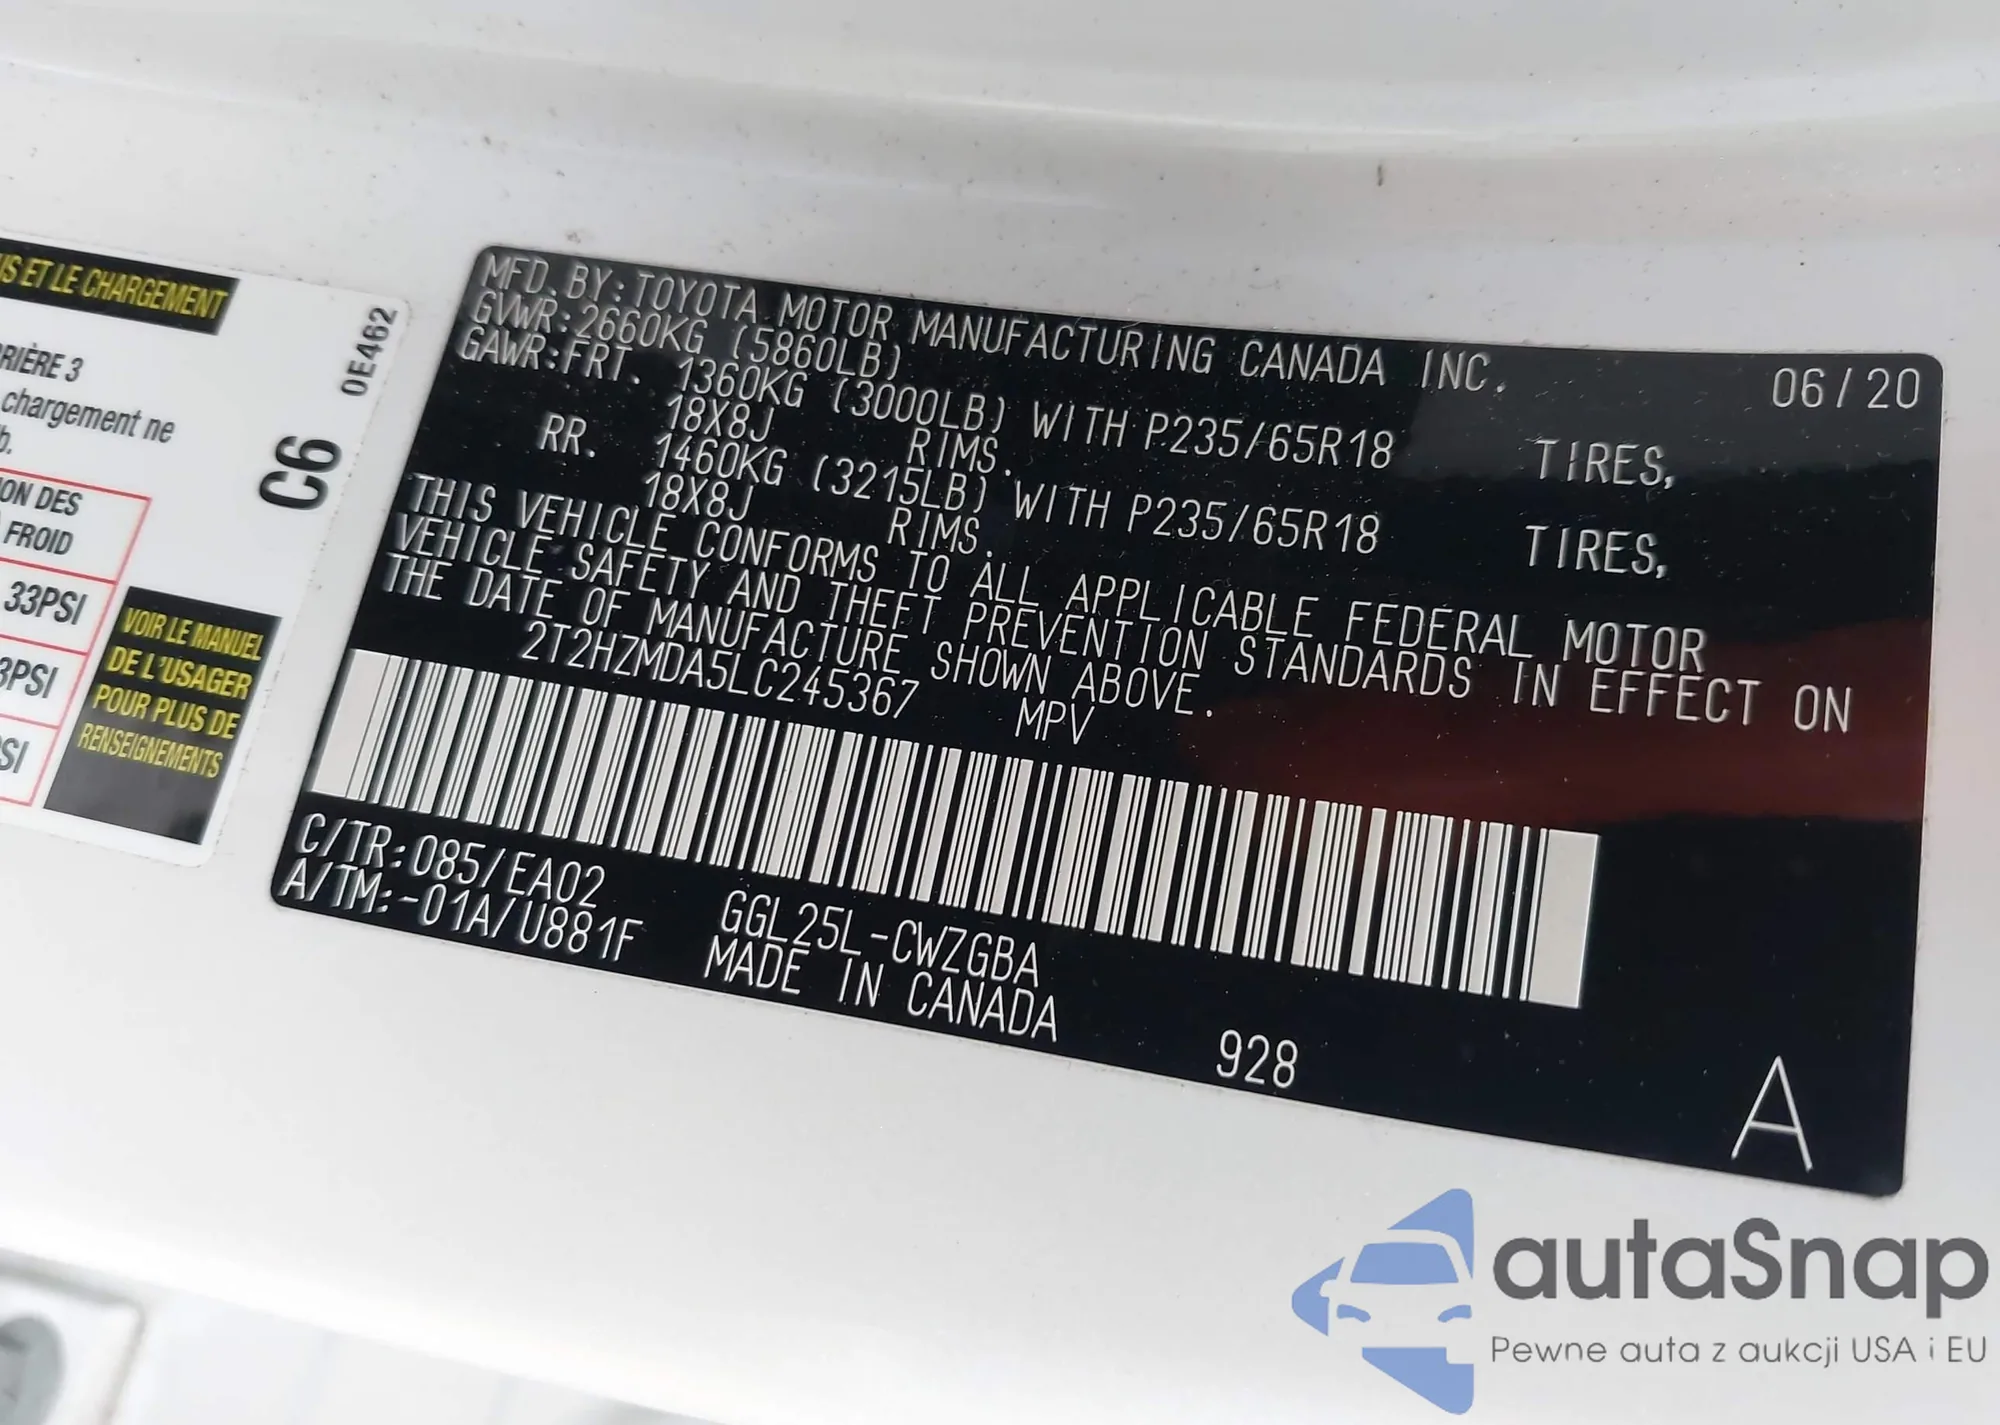 US ET LE CHARGEMENT
RIÈRE 3
chargement ne
lb.
ION DES
FROID
33PSI
3PSI
SI
VOIR LE MANUEL
DE L'USAGER
POUR PLUS DE
RENSEIGNEMENTS
0E462
C6
MFD. BY:TOYOTA MOTOR MANUFACTURING CANADA INC. 06/20
GVWR:2660KG (5860LB)
GAWR:FRT. 1360KG (3000LB) WITH P235/65R18 TIRES,
18X8J RIMS.
RR. 1460KG (3215LB) WITH P235/65R18 TIRES,
18X8J RIMS.
THIS VEHICLE CONFORMS TO ALL APPLICABLE FEDERAL MOTOR
VEHICLE SAFETY AND THEFT PREVENTION STANDARDS IN EFFECT ON
THE DATE OF MANUFACTURE SHOWN ABOVE.
2T2HZMDA5LC245367 MPV
C/TR:085/EA02
A/TM:-01A/U881F
GGL25L-CWZGBA
MADE IN CANADA
928
A
autaSnap
Pewne auta z aukcji USA i EU